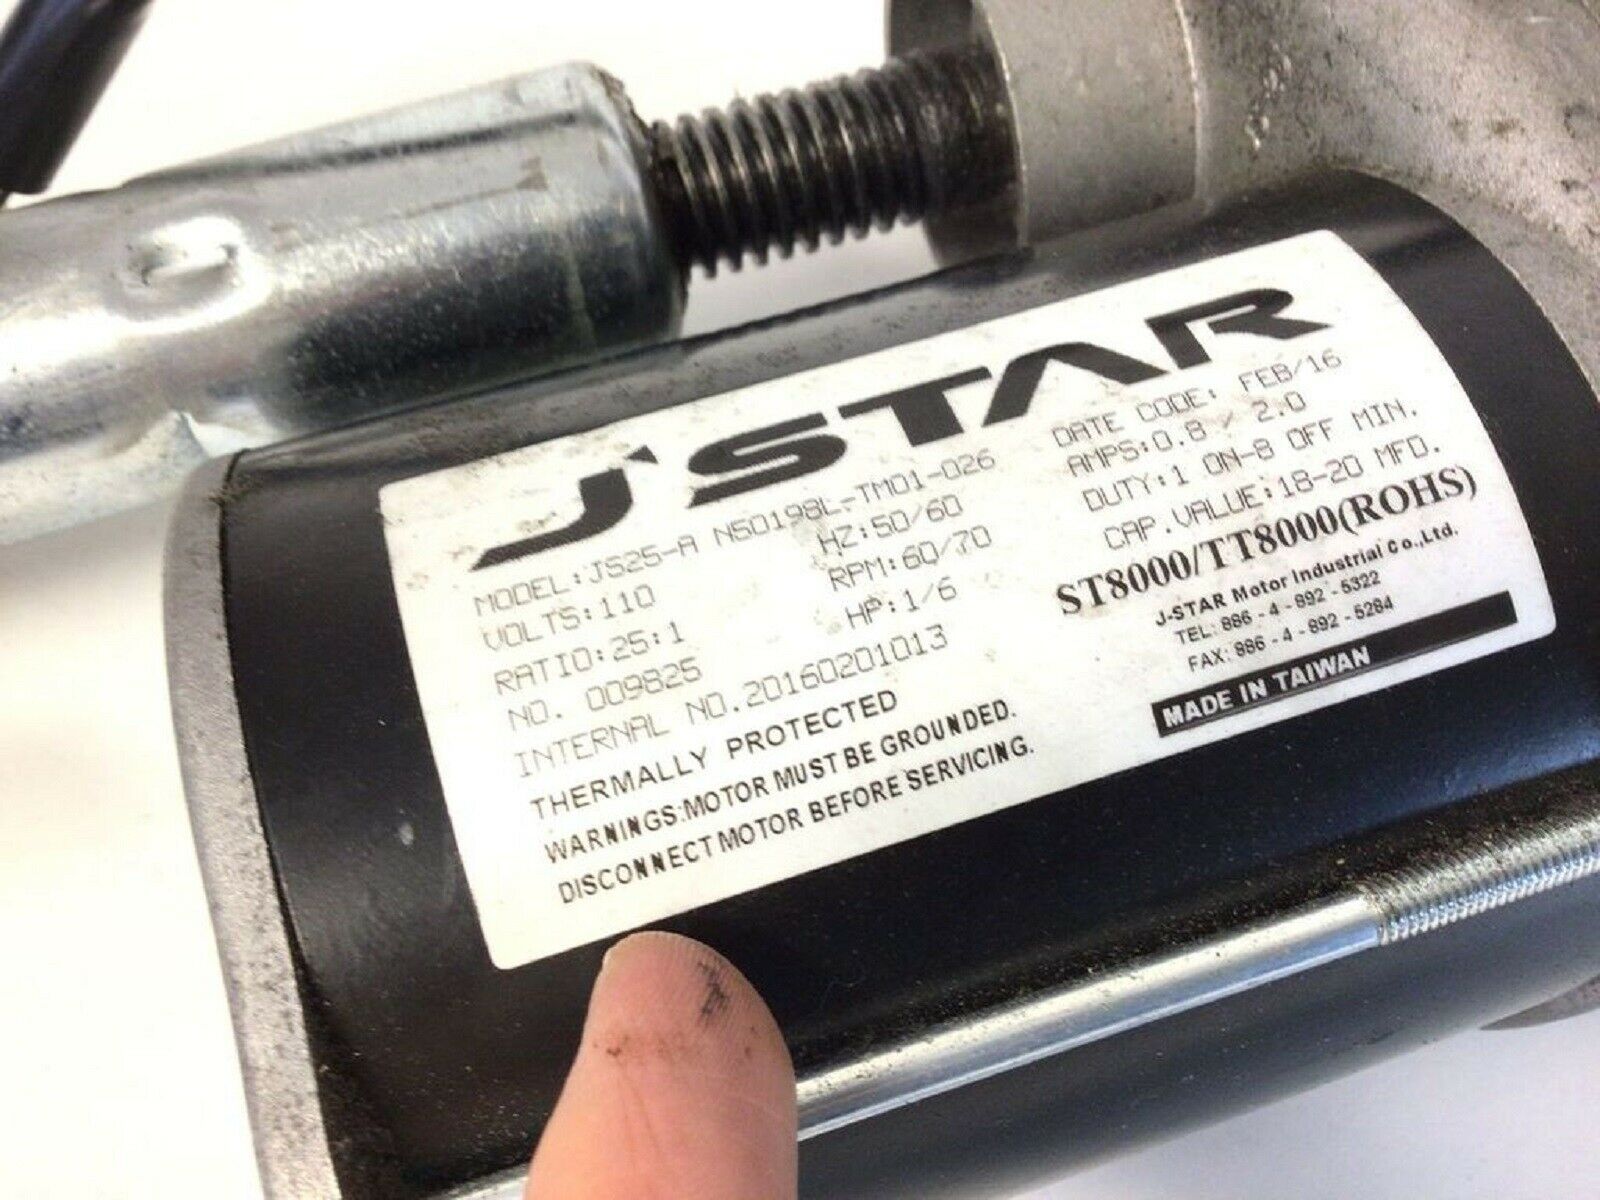 J'STAR
MODEL:JS25-A N50198L-TM01-026 DATE CODE: FEB/16
VOLTS:110 HZ:50/60 AMPS:0.8 / 2.0
RATIO:25:1 RPM:60/70 DUTY:1 ON-8 OFF MIN.
NO. 009825 HP:1/6 CAP.VALUE:18-20 MFD.
INTERNAL NO.20160201013 ST8000/TT8000(ROHS)
THERMALLY PROTECTED
WARNINGS:MOTOR MUST BE GROUNDED.
DISCONNECT MOTOR BEFORE SERVICING.
J-STAR Motor Industrial Co.,Ltd.
TEL: 886 - 4 - 892 - 5322
FAX: 886 - 4 - 892 - 5284
MADE IN TAIWAN